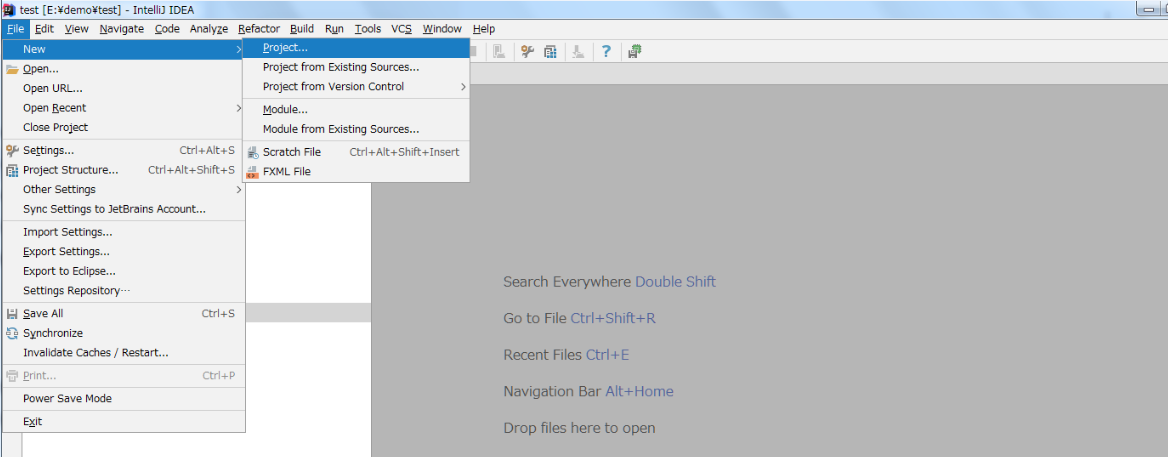 test [E:¥demo¥test] - IntelliJ IDEA
File Edit View Navigate Code Analyze Refactor Build Run Tools VCS Window Help
New
Project...
Open...
Project from Existing Sources...
Open URL...
Project from Version Control
Open Recent
Module...
Close Project
Module from Existing Sources...
Settings... Ctrl+Alt+S
Scratch File Ctrl+Alt+Shift+Insert
Project Structure... Ctrl+Alt+Shift+S
FXML File
Other Settings
Sync Settings to JetBrains Account...
Import Settings...
Export Settings...
Export to Eclipse...
Settings Repository…
Save All Ctrl+S
Synchronize
Invalidate Caches / Restart...
Print... Ctrl+P
Power Save Mode
Exit
Search Everywhere Double Shift
Go to File Ctrl+Shift+R
Recent Files Ctrl+E
Navigation Bar Alt+Home
Drop files here to open